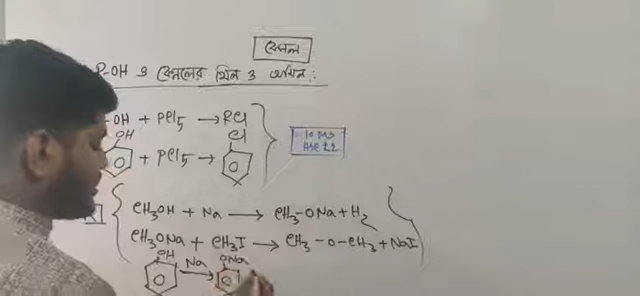 ফেনল
R-OH ও ফেনলের মিল ও অমিল:
-OH + PCl5 → RCl
OH + PCl5 → Cl
10 Ms
HSC 22
CH3OH + Na → CH3-ONa + H2
CH3ONa + CH3I → CH3-O-CH3 + NaI
OH Na → ONa